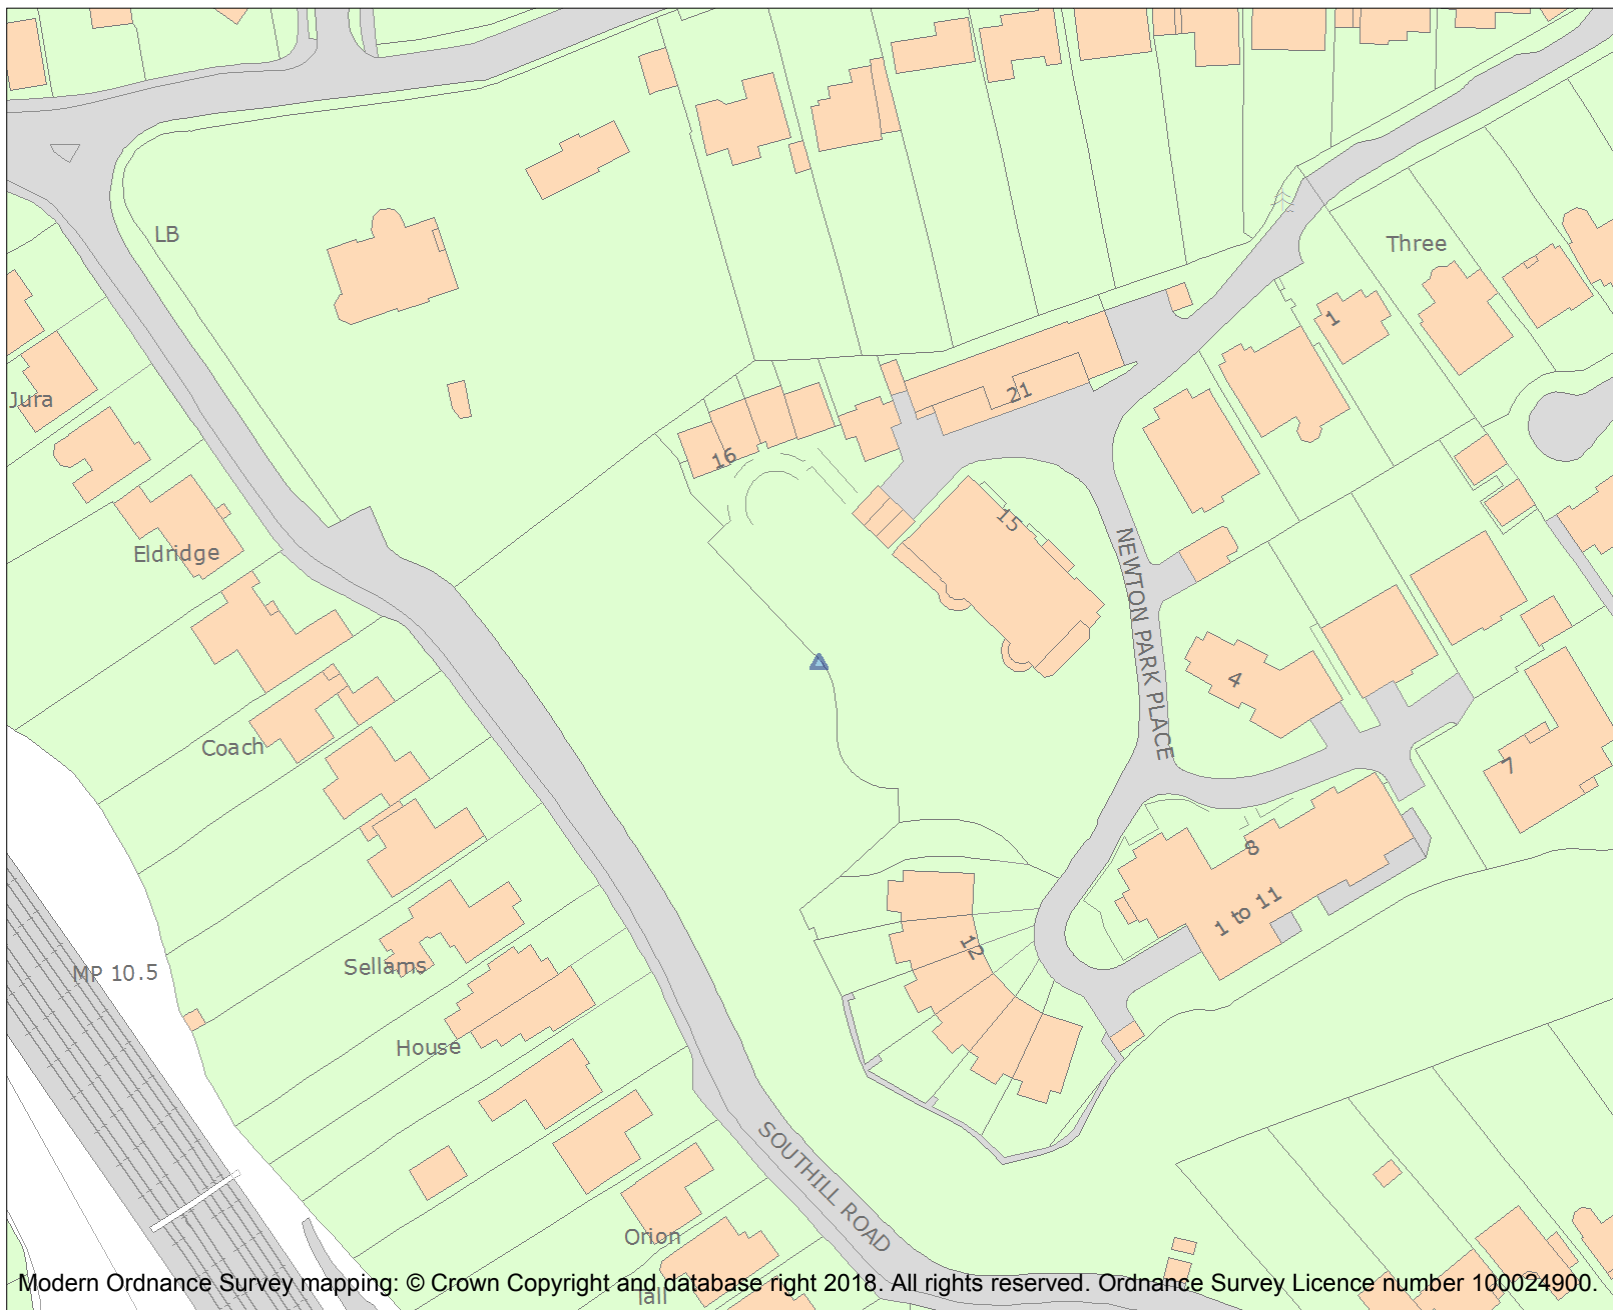 LB
Three
1
Jura
21
16
15
Eldridge
NEWTON PARK PLACE
4
Coach
7
8
1 to 11
12
Sellams
MP 10.5
House
SOUTHILL ROAD
Orion
Tall
Modern Ordnance Survey mapping: © Crown Copyright and database right 2018. All rights reserved. Ordnance Survey Licence number 100024900.